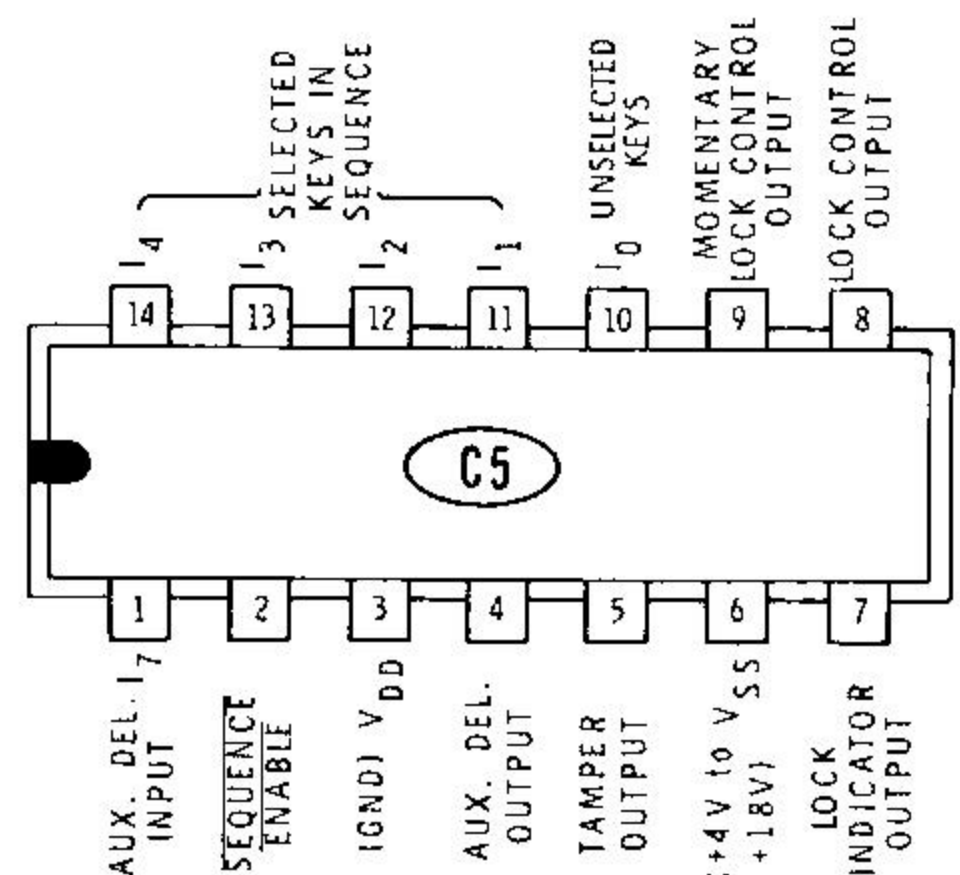 SELECTED
KEYS IN
SEQUENCE
UNSELECTED
KEYS
MOMENTARY
LOCK CONTROL
OUTPUT
LOCK CONTROL
OUTPUT
I4
I3
I2
I1
I0
14
13
12
11
10
9
8
C5
1
2
3
4
5
6
7
AUX. DEL. I7
INPUT
SEQUENCE
ENABLE
(GND) VDD
AUX. DEL.
OUTPUT
TAMPER
OUTPUT
(+4V to VSS
+18V)
LOCK
INDICATOR
OUTPUT